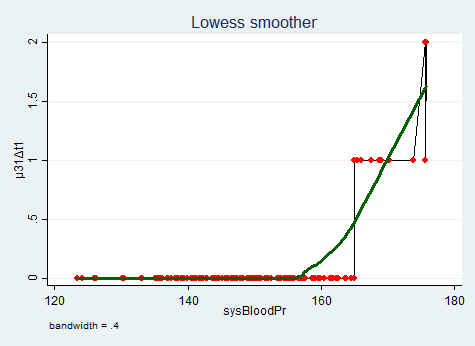 Lowess smoother
2
1.5
1
.5
0
μ31Δt1
120
140
160
180
sysBloodPr
bandwidth = .4